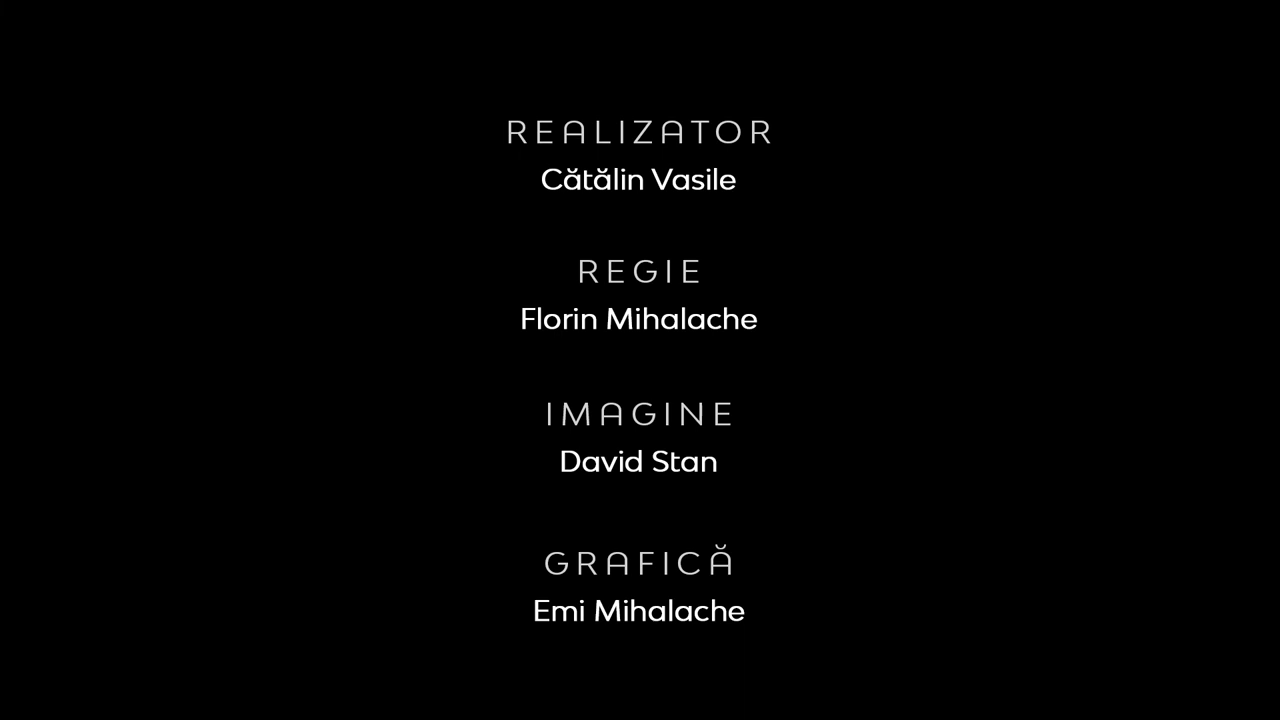 REALIZATOR
Cătălin Vasile
REGIE
Florin Mihalache
IMAGINE
David Stan
GRAFICĂ
Emi Mihalache